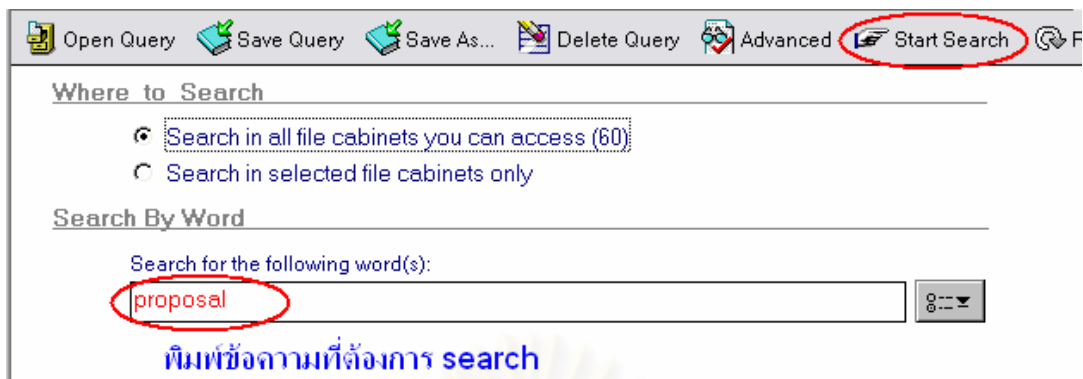 Open Query Save Query Save As... Delete Query Advanced Start Search
Where to Search
Search in all file cabinets you can access (60)
Search in selected file cabinets only
Search By Word
Search for the following word(s):
proposal
พิมพ์ข้อความที่ต้องการ search